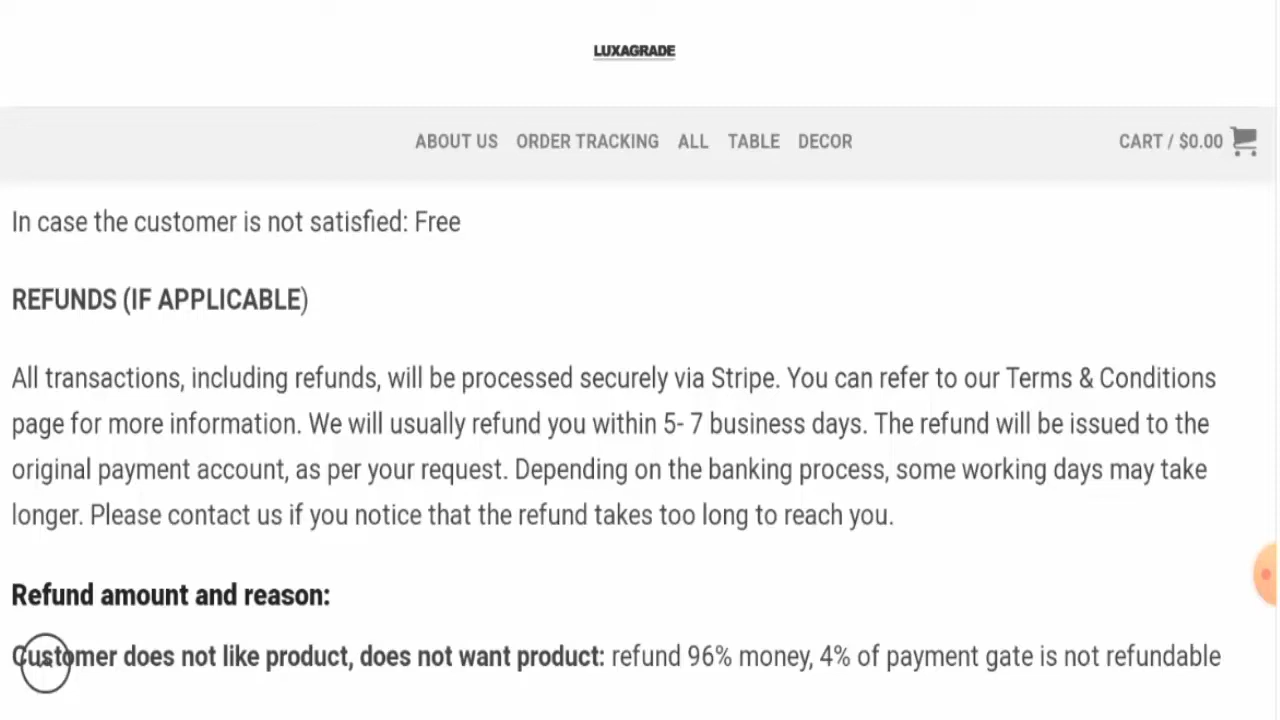 LUXAGRADE
ABOUT US ORDER TRACKING ALL TABLE DECOR CART / $0.00
In case the customer is not satisfied: Free
REFUNDS (IF APPLICABLE)
All transactions, including refunds, will be processed securely via Stripe. You can refer to our Terms & Conditions
page for more information. We will usually refund you within 5- 7 business days. The refund will be issued to the
original payment account, as per your request. Depending on the banking process, some working days may take
longer. Please contact us if you notice that the refund takes too long to reach you.
Refund amount and reason:
Customer does not like product, does not want product: refund 96% money, 4% of payment gate is not refundable